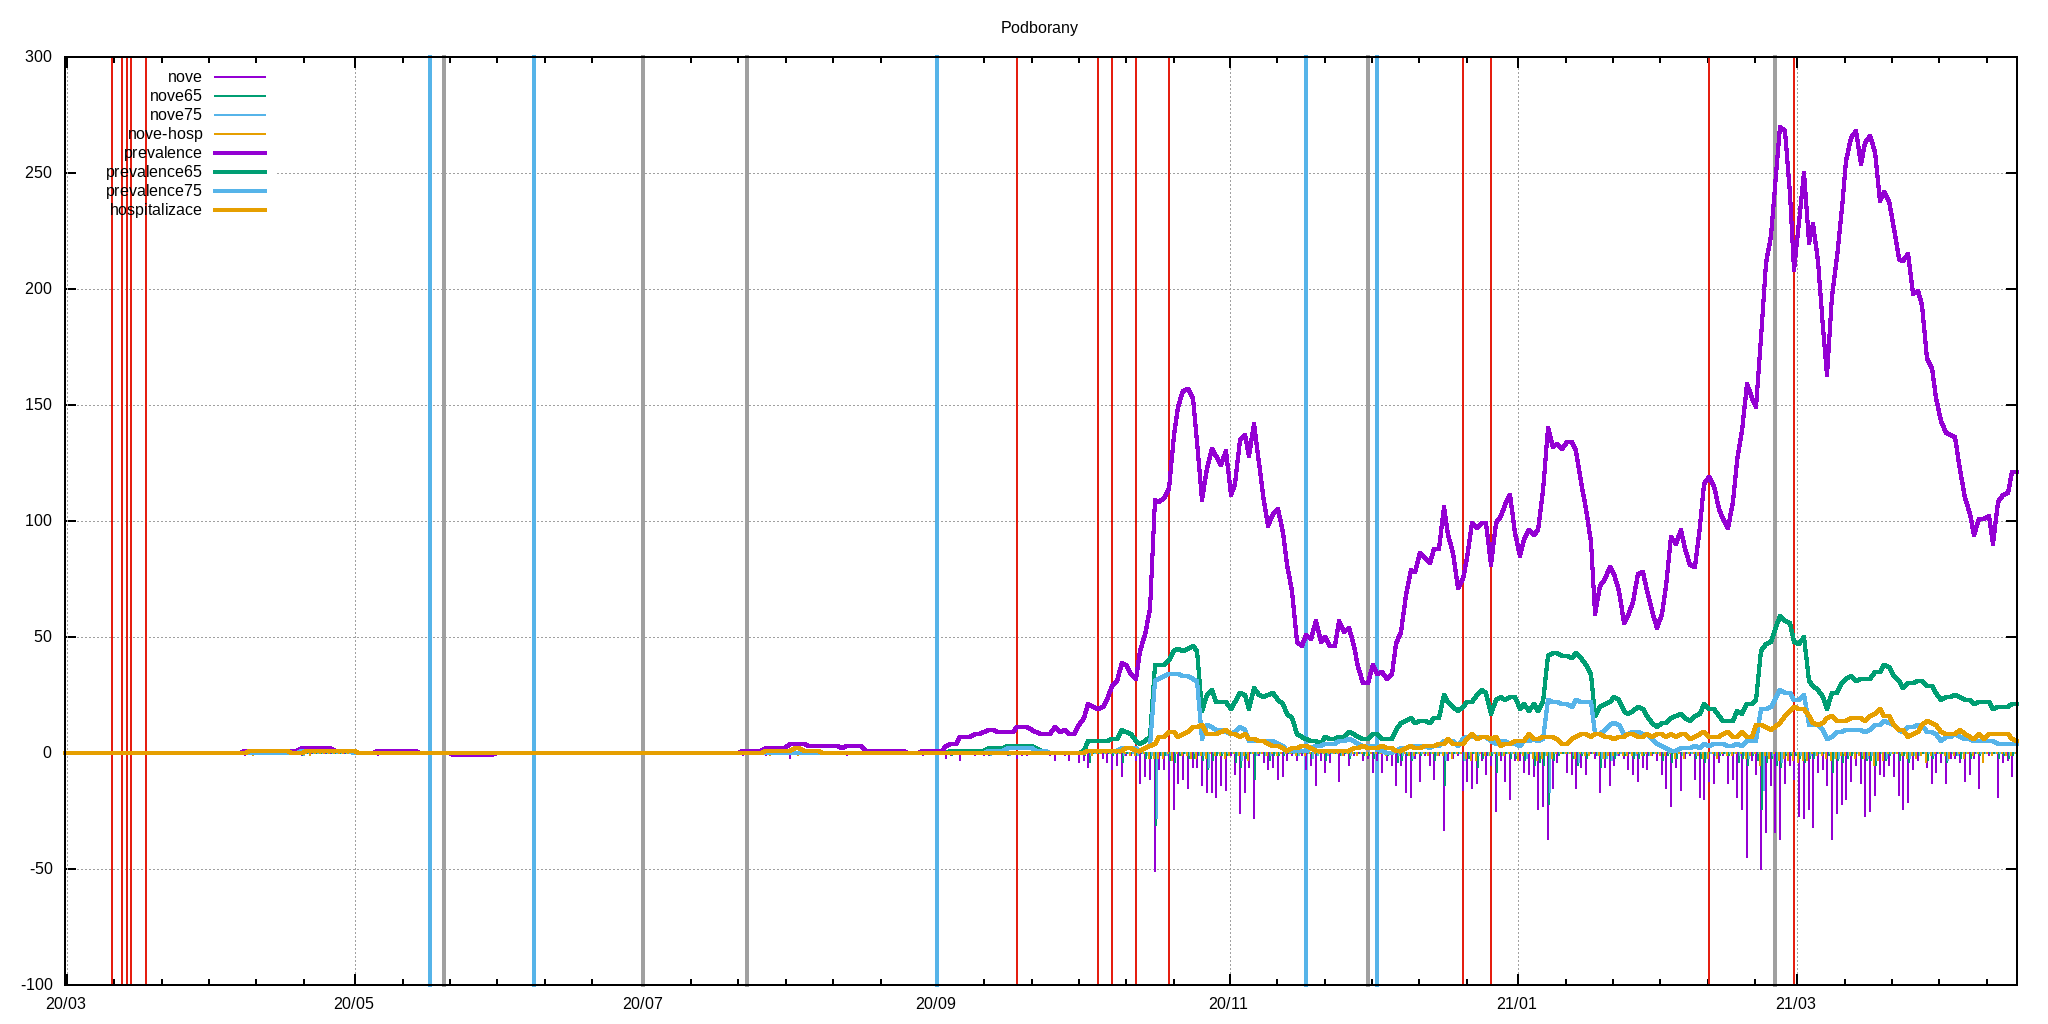 Podborany
300
250
200
150
100
50
0
-50
-100
nove
nove65
nove75
nove-hosp
prevalence
prevalence65
prevalence75
hospitalizace
20/03 20/05 20/07 20/09 20/11 21/01 21/03